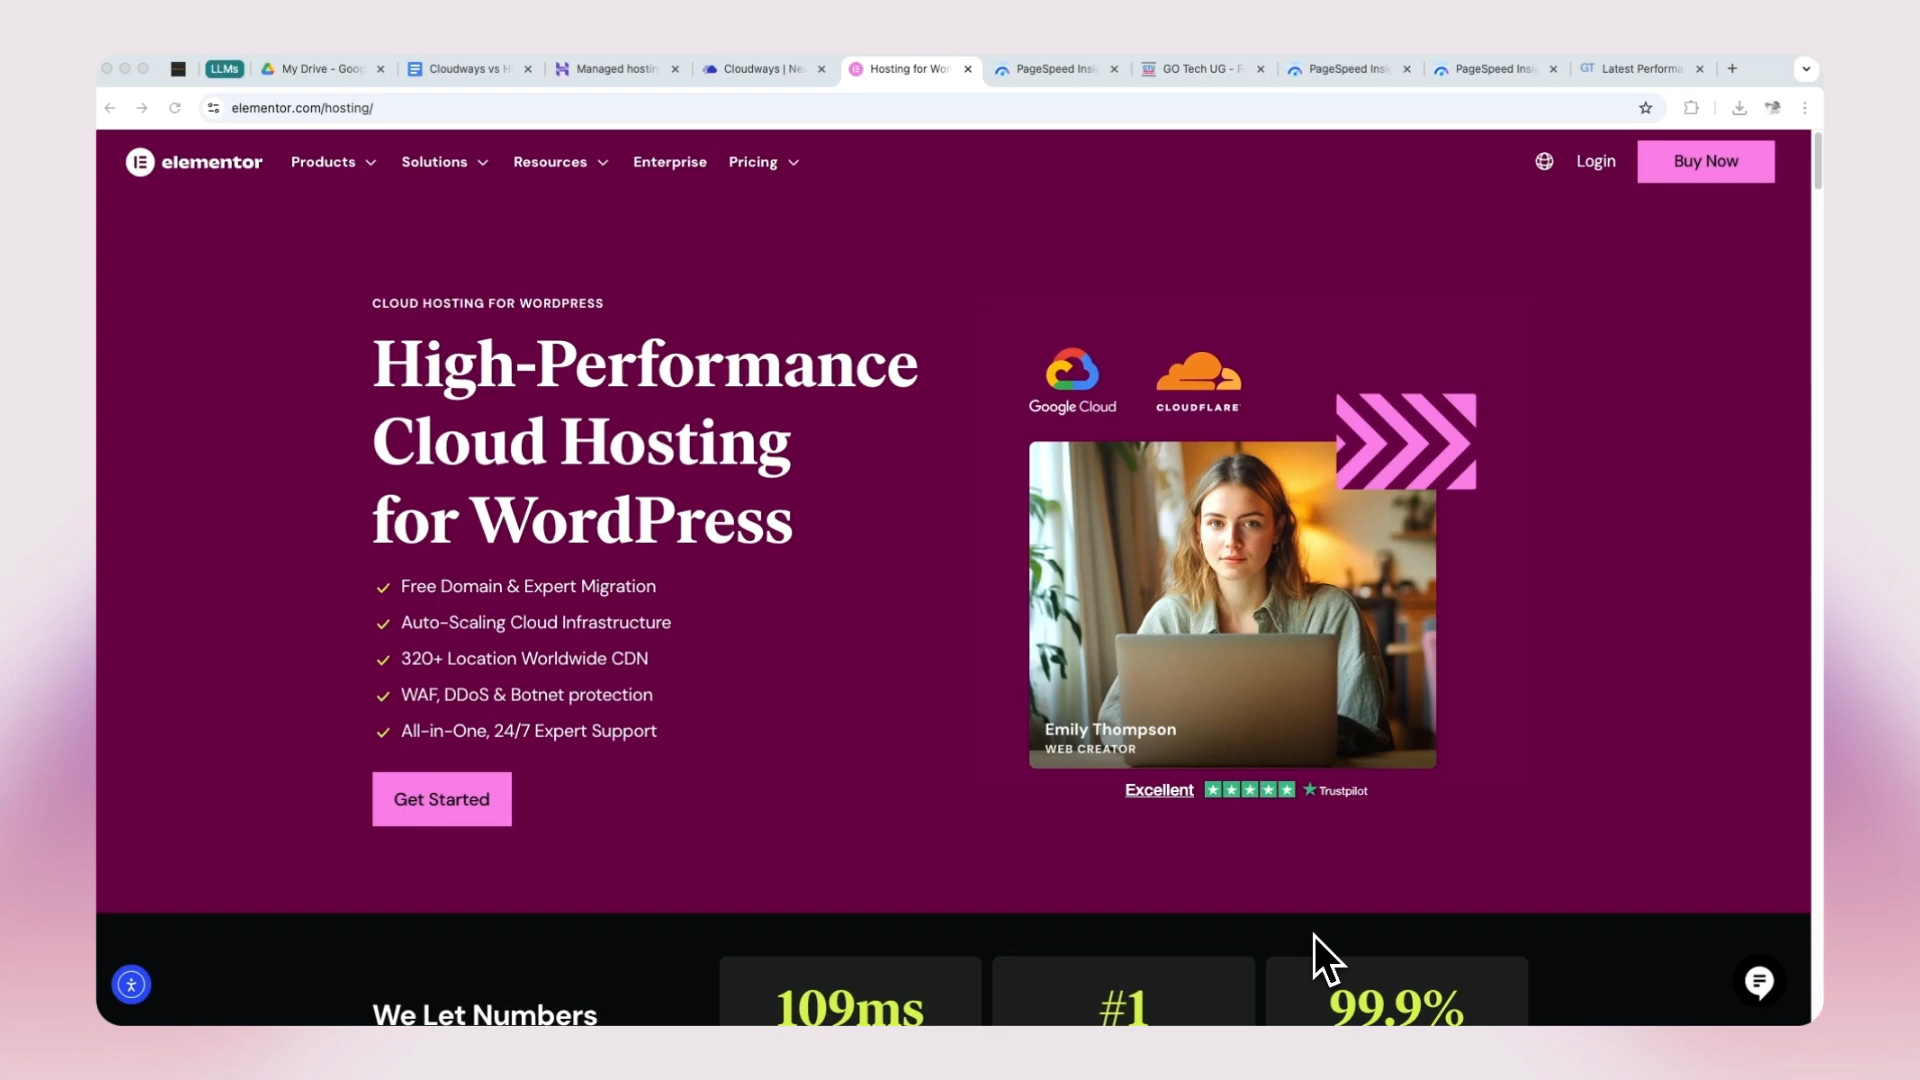 LLMs
My Drive - Goog
Cloudways vs H
Managed hostin
Cloudways | Ne
Hosting for Wor
PageSpeed Insi
GO Tech UG - F
PageSpeed Insi
PageSpeed Insi
GT Latest Performa
elementor.com/hosting/
elementor
Products
Solutions
Resources
Enterprise
Pricing
Login
Buy Now
CLOUD HOSTING FOR WORDPRESS
High-Performance
Cloud Hosting
for WordPress
Free Domain & Expert Migration
Auto-Scaling Cloud Infrastructure
320+ Location Worldwide CDN
WAF, DDoS & Botnet protection
All-in-One, 24/7 Expert Support
Get Started
Google Cloud
CLOUDFLARE
Emily Thompson
WEB CREATOR
Excellent
Trustpilot
We Let Numbers
109ms
#1
99.9%